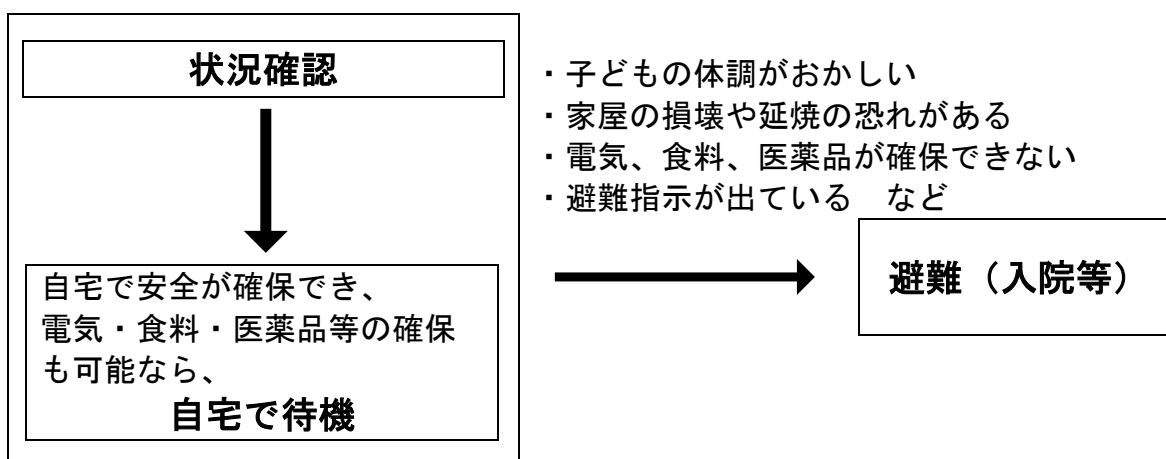 状況確認
自宅で安全が確保でき、
電気・食料・医薬品等の確保
も可能なら、
自宅で待機
・子どもの体調がおかしい
・家屋の損壊や延焼の恐れがある
・電気、食料、医薬品が確保できない
・避難指示が出ている　など
避難（入院等）